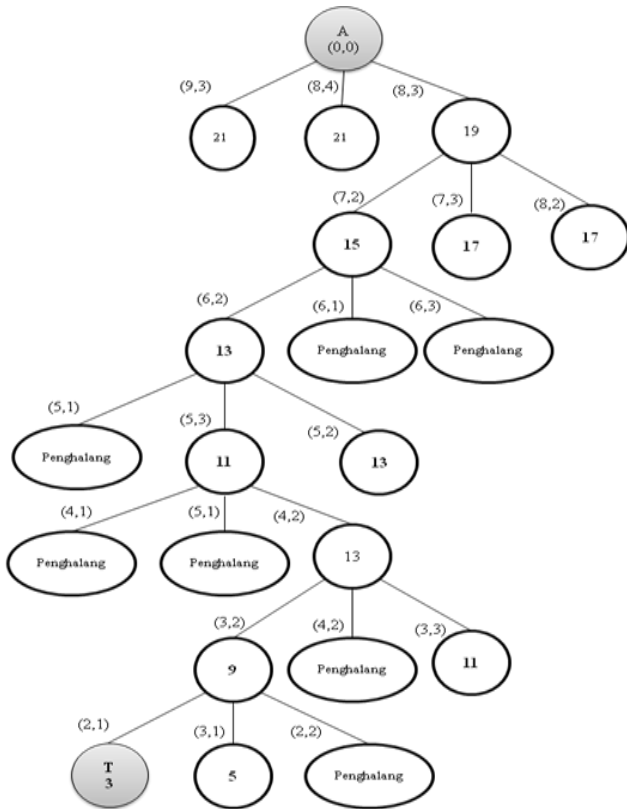 A
(0,0)
(9,3) (8,4) (8,3)
21 21 19
(7,2) (7,3) (8,2)
15 17 17
(6,2) (6,1) (6,3)
13 Penghalang Penghalang
(5,1) (5,3) (5,2)
Penghalang 11 13
(4,1) (5,1) (4,2)
Penghalang Penghalang 13
(3,2) (4,2) (3,3)
9 Penghalang 11
(2,1) (3,1) (2,2)
T
3 5 Penghalang